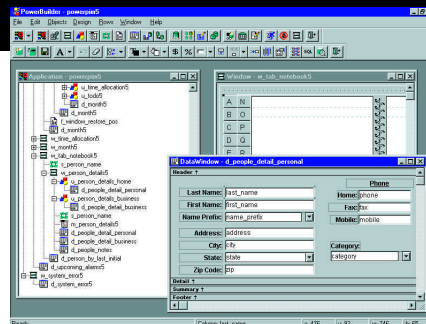 PowerBuilder - powerpim5
File Edit Objects Design Rows Window Help
Application - powerpim5
u_time_allocation5
u_todo5
d_month5
d_month5
f_window_restore_pos
d_month5
w_time_allocation5
w_month5
w_tab_notebook5
s_person_name
w_person_details5
u_person_details_home
d_people_detail_personal
u_person_details_business
d_people_detail_business
s_person_name
m_person_details5
d_people_detail_personal
d_people_detail_business
d_people_notes
d_person_by_last_initial
d_upcoming_alarms5
w_system_error5
d_system_error5
Window - w_tab_notebook5
A N
B O
C P
D Q
E R
DataWindow - d_people_detail_personal
Header ↑
Phone
Last Name: last_name
Home: phone
First Name: first_name
Fax: fax
Name Prefix: name_prefix
Mobile: mobile
Address: address
City: city
Category:
State: state
category
Zip Code: zip
Detail ↑
Summary ↑
Footer ↑
Ready
Column: last_name